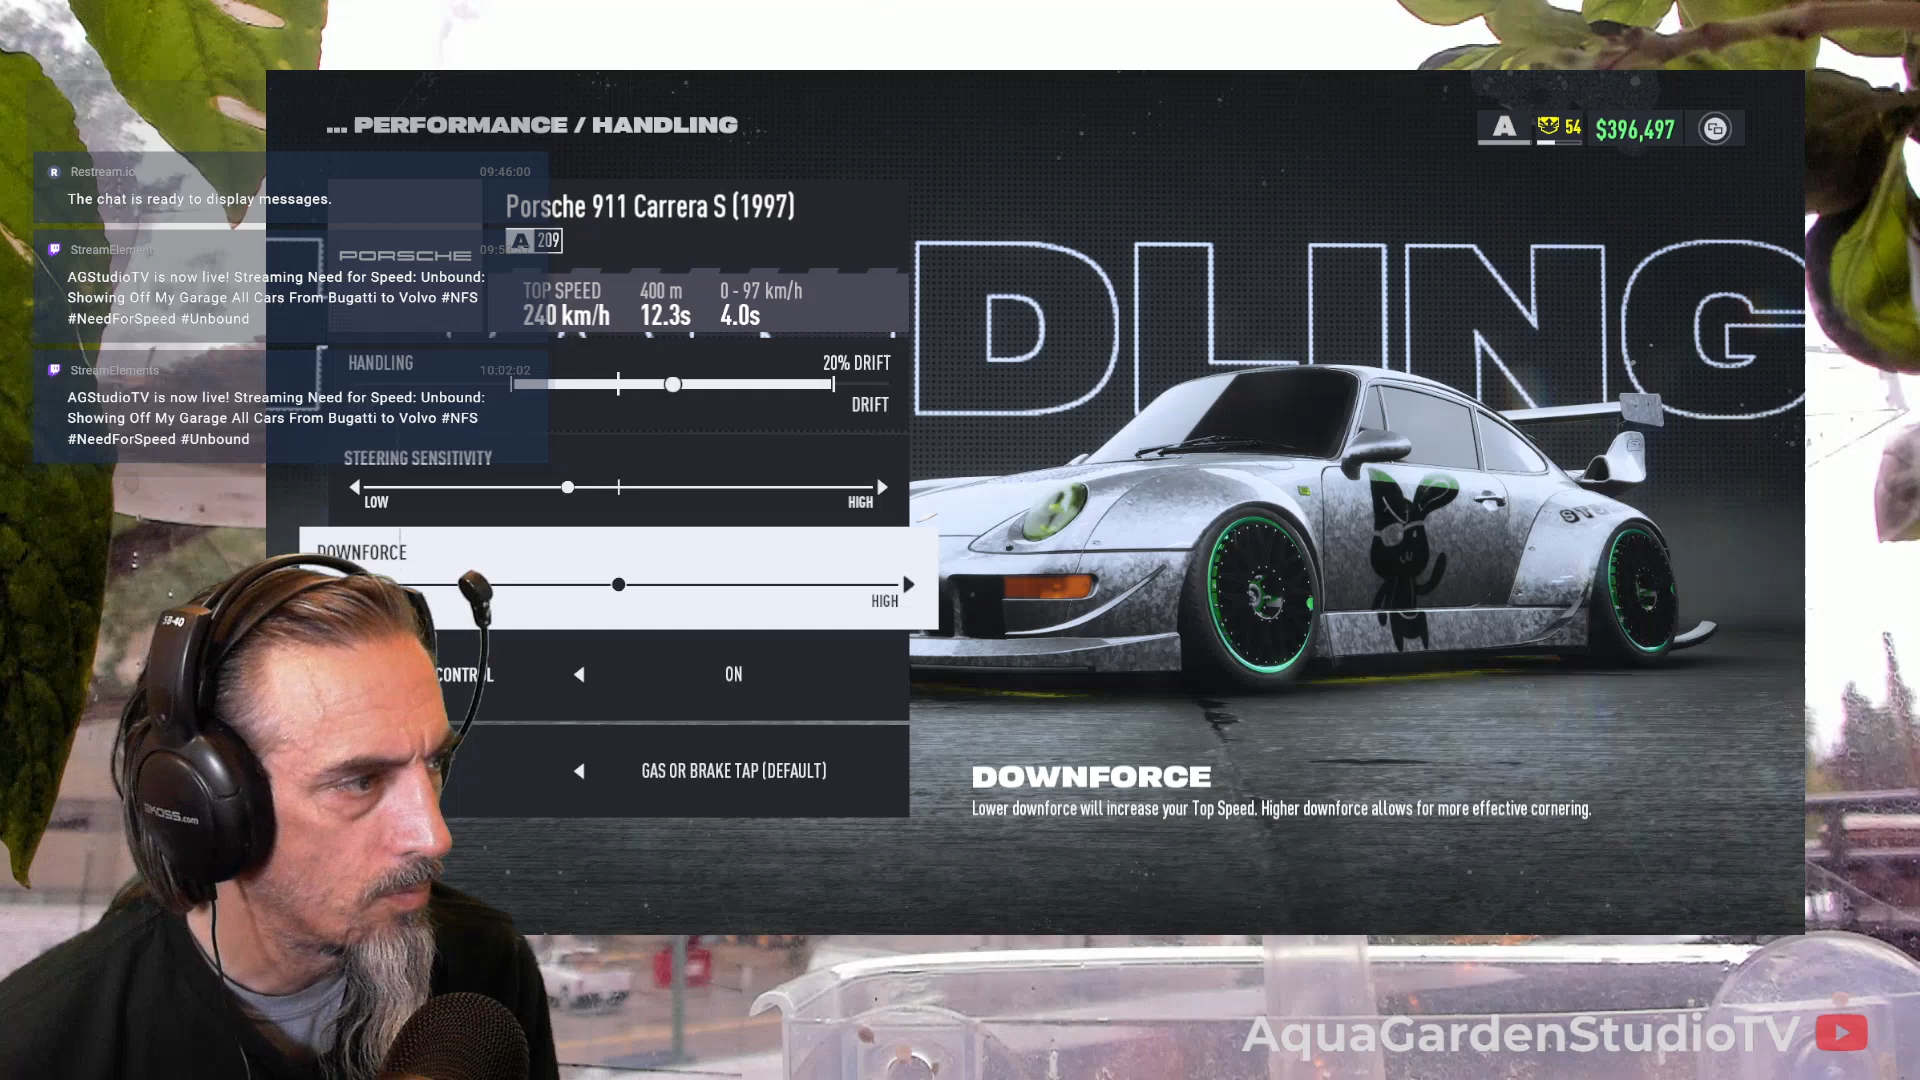 ... PERFORMANCE / HANDLING
A
54
$396,497
R
Restream.io
09:46:00
The chat is ready to display messages.
Porsche 911 Carrera S (1997)
A 209
PORSCHE
StreamElements
AGStudioTV is now live! Streaming Need for Speed: Unbound:
Showing Off My Garage All Cars From Bugatti to Volvo #NFS
#NeedForSpeed #Unbound
TOP SPEED
240 km/h
400 m
12.3s
0 - 97 km/h
4.0s
DLING
StreamElements
10:02:02
AGStudioTV is now live! Streaming Need for Speed: Unbound:
Showing Off My Garage All Cars From Bugatti to Volvo #NFS
#NeedForSpeed #Unbound
HANDLING
20% DRIFT
DRIFT
STEERING SENSITIVITY
LOW
HIGH
DOWNFORCE
HIGH
CONTROL
ON
GAS OR BRAKE TAP (DEFAULT)
DOWNFORCE
Lower downforce will increase your Top Speed. Higher downforce allows for more effective cornering.
SB-40
KOSS.com
AquaGardenStudioTV